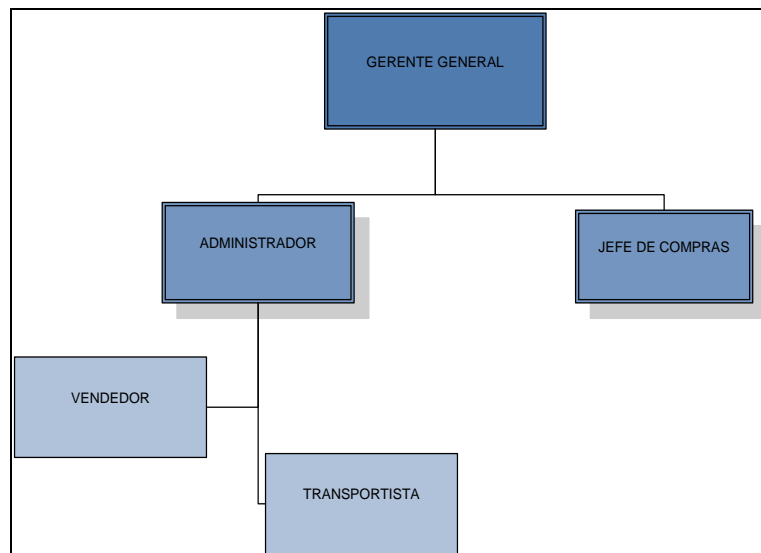 GERENTE GENERAL
ADMINISTRADOR
JEFE DE COMPRAS
VENDEDOR
TRANSPORTISTA